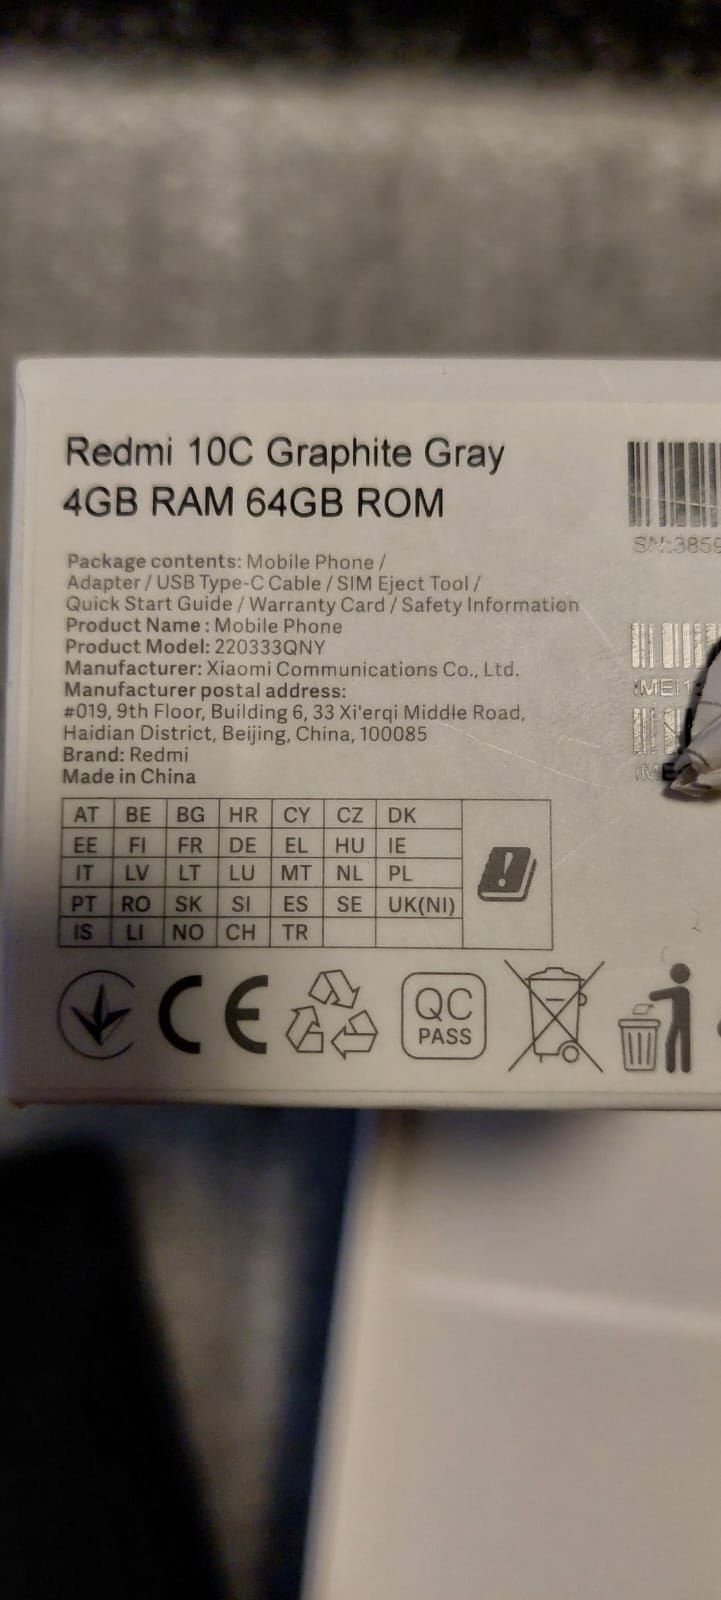 Redmi 10C Graphite Gray
4GB RAM 64GB ROM
Package contents: Mobile Phone /
Adapter / USB Type-C Cable / SIM Eject Tool /
Quick Start Guide / Warranty Card / Safety Information
Product Name : Mobile Phone
Product Model: 220333QNY
Manufacturer: Xiaomi Communications Co., Ltd.
Manufacturer postal address:
#019, 9th Floor, Building 6, 33 Xi'erqi Middle Road,
Haidian District, Beijing, China, 100085
Brand: Redmi
Made in China
AT BE BG HR CY CZ DK
EE FI FR DE EL HU IE
IT LV LT LU MT NL PL
PT RO SK SI ES SE UK(NI)
IS LI NO CH TR
CE
QC
PASS
SN:3859